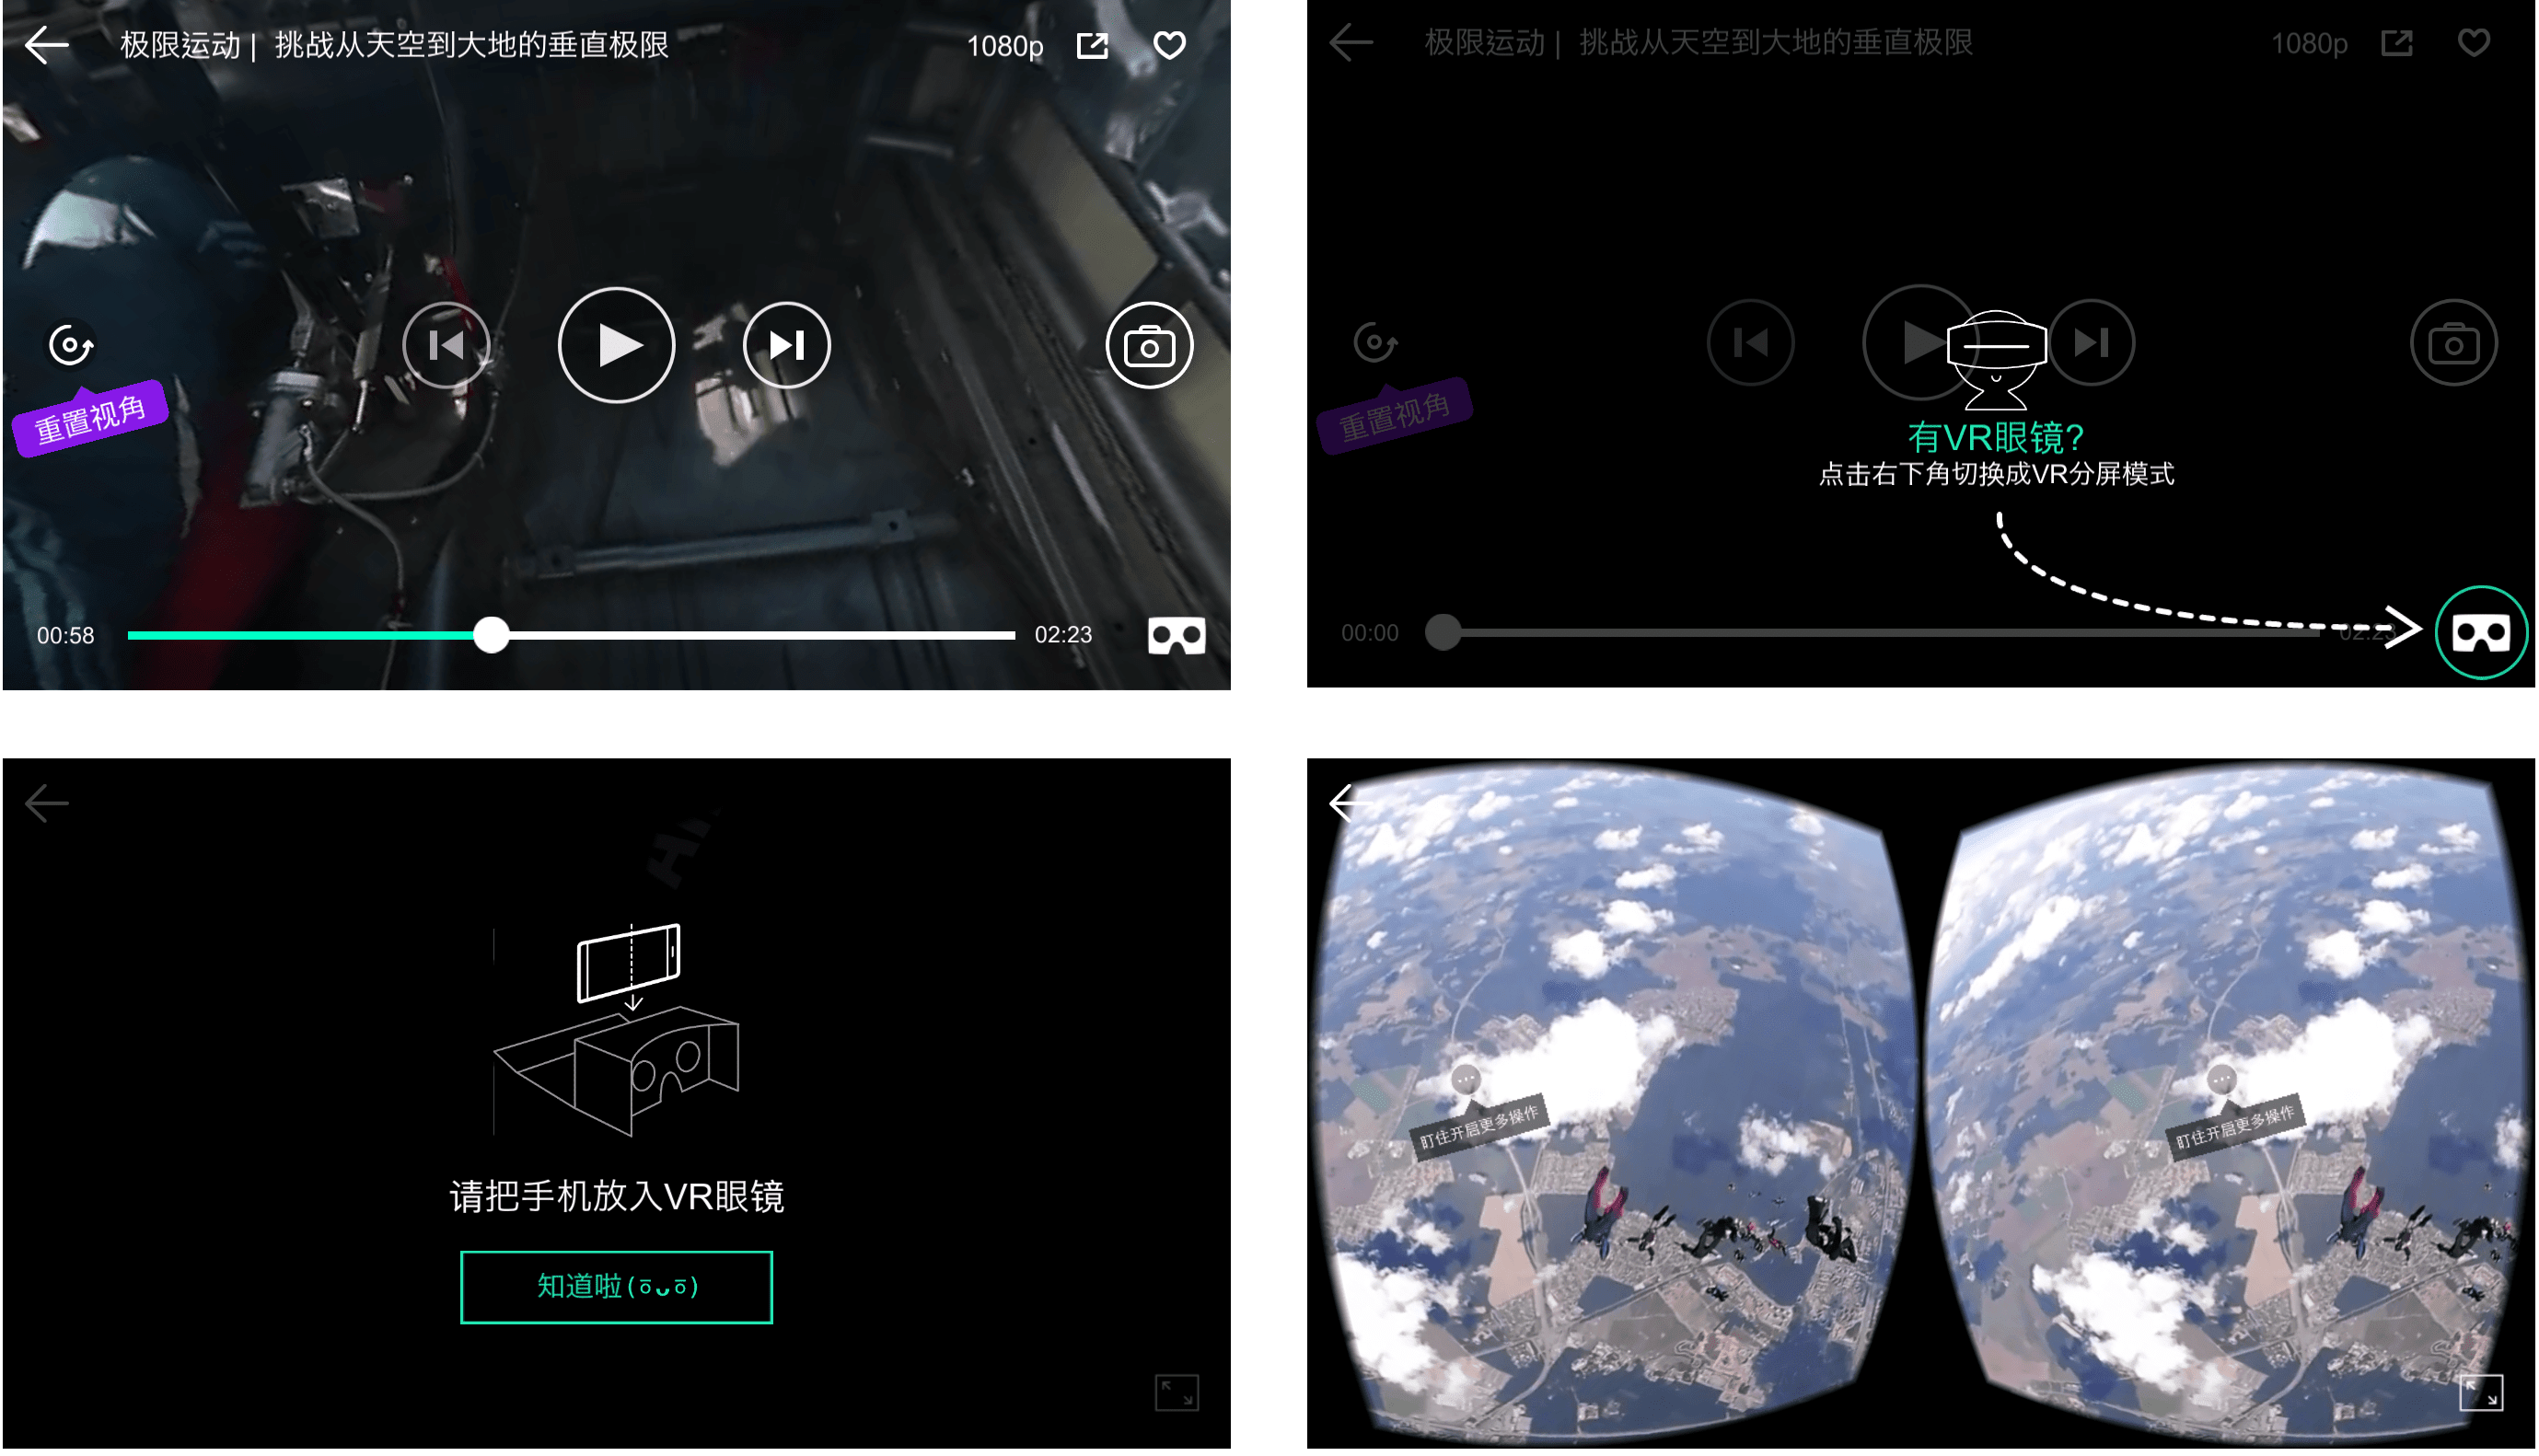 极限运动 | 挑战从天空到大地的垂直极限
1080p
重置视角
00:58
02:23
极限运动 | 挑战从天空到大地的垂直极限
1080p
重置视角
有VR眼镜?
点击右下角切换成VR分屏模式
00:00
02:23
请把手机放入VR眼镜
知道啦(ŏ᎑ŏ)
盯住开启更多操作
盯住开启更多操作